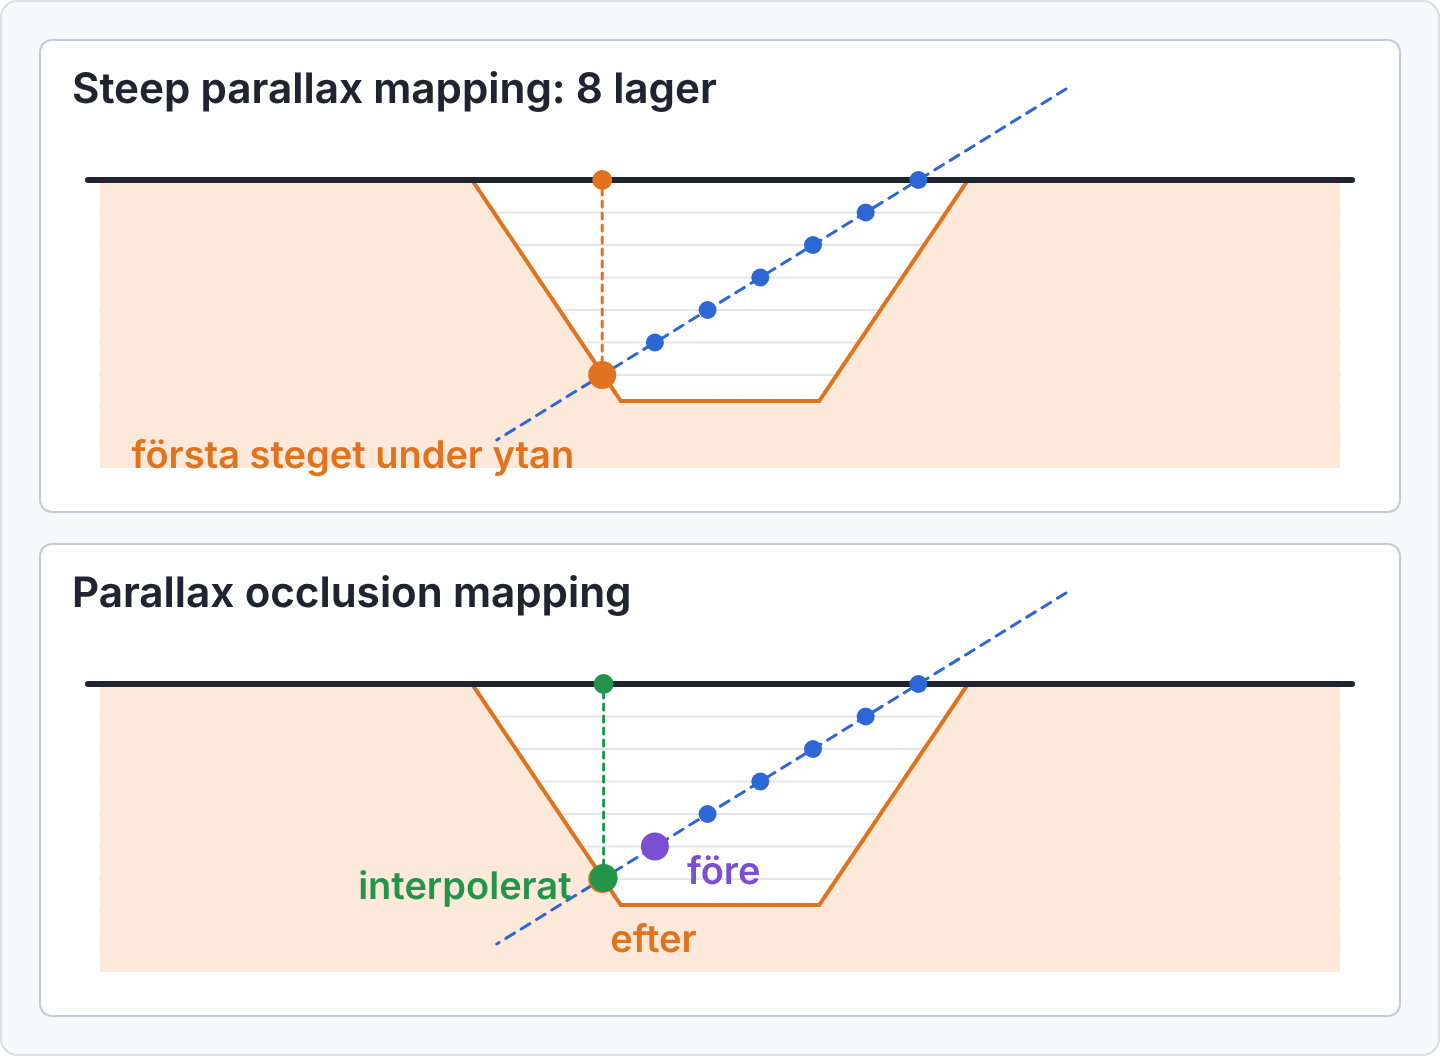 Steep parallax mapping: 8 lager
första steget under ytan
Parallax occlusion mapping
före
interpolerat
efter